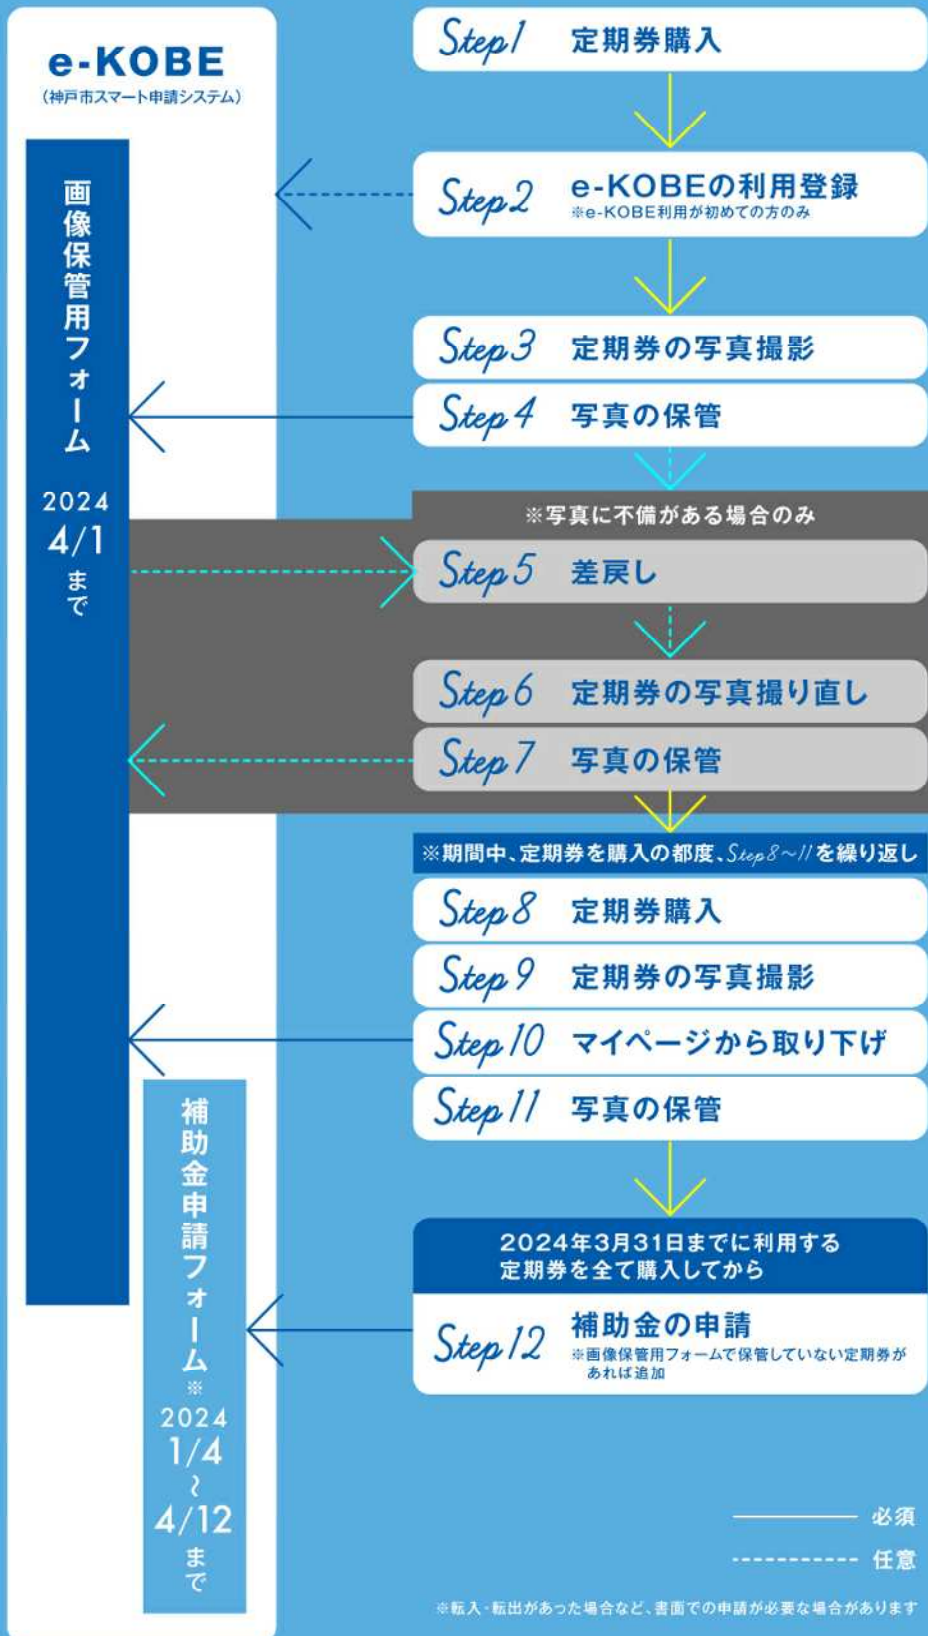 e-KOBE
(神戸市スマート申請システム)
画像保管用フォーム
2024
4/1
まで
補助金申請フォーム
※
2024
1/4
〜
4/12
まで
Step1 定期券購入
Step2 e-KOBEの利用登録
※e-KOBE利用が初めての方のみ
Step3 定期券の写真撮影
Step4 写真の保管
※写真に不備がある場合のみ
Step5 差戻し
Step6 定期券の写真撮り直し
Step7 写真の保管
※期間中、定期券を購入の都度、Step8~11を繰り返し
Step8 定期券購入
Step9 定期券の写真撮影
Step10 マイページから取り下げ
Step11 写真の保管
2024年3月31日までに利用する
定期券を全て購入してから
Step12 補助金の申請
※画像保管用フォームで保管していない定期券が
あれば追加
必須
任意
※転入・転出があった場合など、書面での申請が必要な場合があります